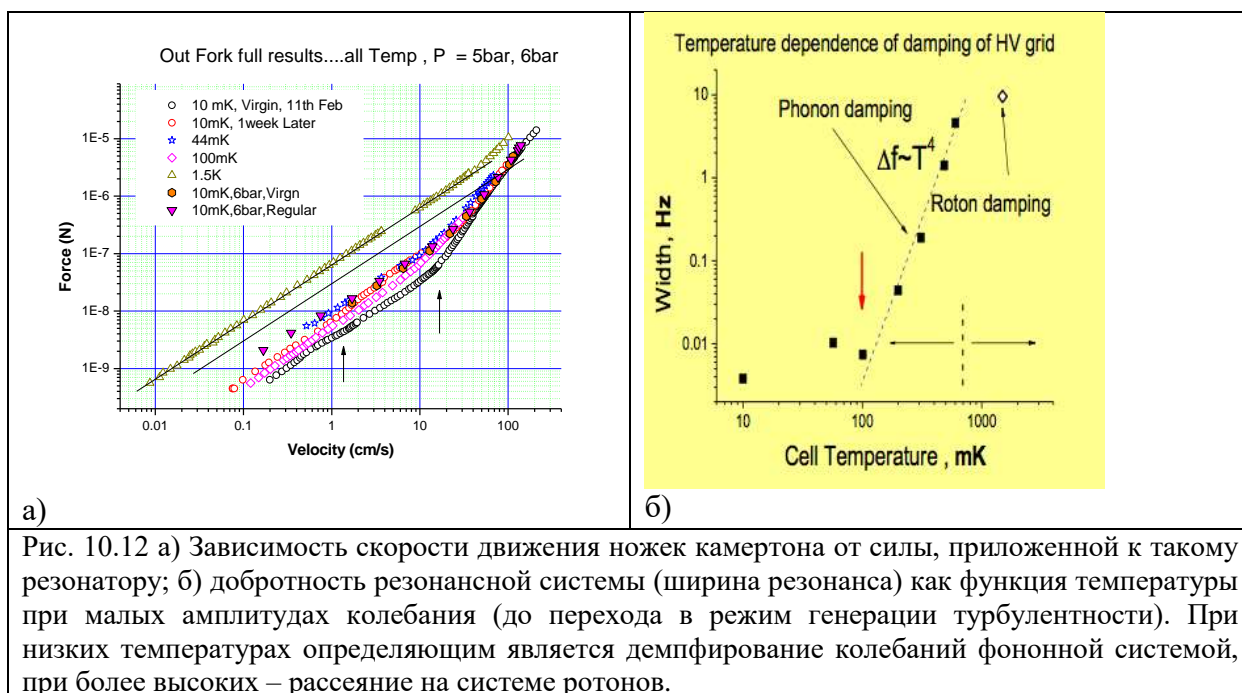 Out Fork full results....all Temp , P = 5bar, 6bar
10 mK, Virgin, 11th Feb
10mK, 1week Later
44mK
100mK
1.5K
10mK,6bar,Virgn
10mK,6bar,Regular
1E-5
1E-6
1E-7
1E-8
1E-9
Force (N)
0.01 0.1 1 10 100
Velocity (cm/s)
а)
Temperature dependence of damping of HV grid
10
1
0.1
0.01
Width, Hz
Phonon damping
Δf~T⁴
Roton damping
10 100 1000
Cell Temperature , mK
б)
Рис. 10.12 а) Зависимость скорости движения ножек камертона от силы, приложенной к такому
резонатору; б) добротность резонансной системы (ширина резонанса) как функция температуры
при малых амплитудах колебания (до перехода в режим генерации турбулентности). При
низких температурах определяющим является демпфирование колебаний фононной системой,
при более высоких – рассеяние на системе ротонов.